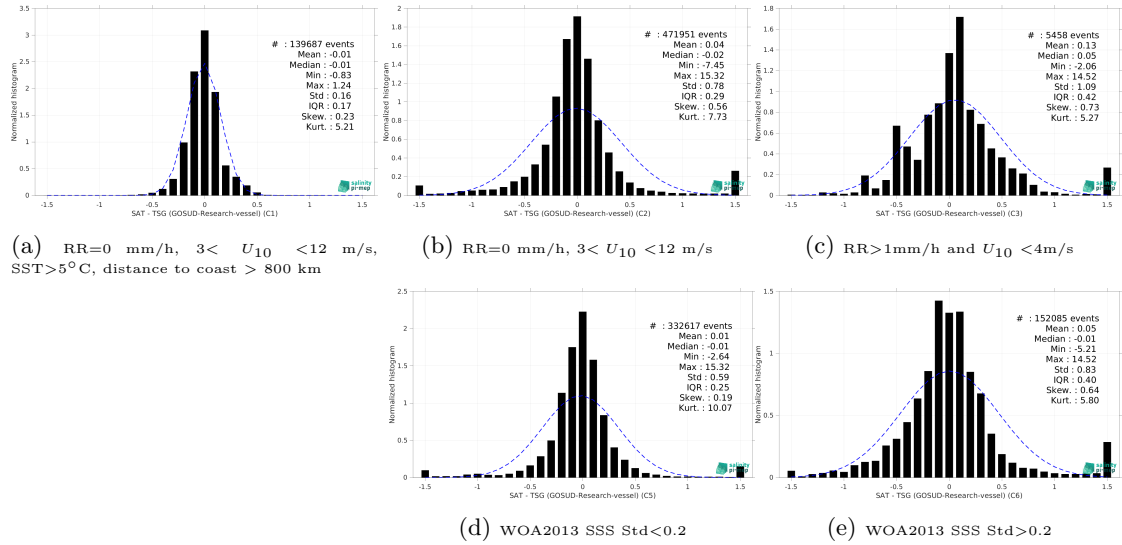 3.5
3
2.5
2
1.5
1
0.5
0
Normalized histogram
# : 139687 events
Mean : -0.01
Median : -0.01
Min : -0.83
Max : 1.24
Std : 0.16
IQR : 0.17
Skew. : 0.23
Kurt. : 5.21
salinity
pi-mep
-1.5 -1 -0.5 0 0.5 1 1.5
SAT - TSG (GOSUD-Research-vessel) (C1)
(a) RR=0 mm/h, 3< U10 <12 m/s,
SST>5°C, distance to coast > 800 km
2
1.8
1.6
1.4
1.2
1
0.8
0.6
0.4
0.2
0
Normalized histogram
# : 471951 events
Mean : 0.04
Median : -0.02
Min : -7.45
Max : 15.32
Std : 0.78
IQR : 0.29
Skew. : 0.56
Kurt. : 7.73
salinity
pi-mep
-1.5 -1 -0.5 0 0.5 1 1.5
SAT - TSG (GOSUD-Research-vessel) (C2)
(b) RR=0 mm/h, 3< U10 <12 m/s
1.8
1.6
1.4
1.2
1
0.8
0.6
0.4
0.2
0
Normalized histogram
# : 5458 events
Mean : 0.13
Median : 0.05
Min : -2.06
Max : 14.52
Std : 1.09
IQR : 0.42
Skew. : 0.73
Kurt. : 5.27
salinity
pi-mep
-1.5 -1 -0.5 0 0.5 1 1.5
SAT - TSG (GOSUD-Research-vessel) (C3)
(c) RR>1mm/h and U10 <4m/s
2.5
2
1.5
1
0.5
0
Normalized histogram
# : 332617 events
Mean : 0.01
Median : -0.01
Min : -2.64
Max : 15.32
Std : 0.59
IQR : 0.25
Skew. : 0.19
Kurt. : 10.07
salinity
pi-mep
-1.5 -1 -0.5 0 0.5 1 1.5
SAT - TSG (GOSUD-Research-vessel) (C5)
(d) WOA2013 SSS Std<0.2
1.5
1
0.5
0
Normalized histogram
# : 152085 events
Mean : 0.05
Median : -0.01
Min : -5.21
Max : 14.52
Std : 0.83
IQR : 0.40
Skew. : 0.64
Kurt. : 5.80
salinity
pi-mep
-1.5 -1 -0.5 0 0.5 1 1.5
SAT - TSG (GOSUD-Research-vessel) (C6)
(e) WOA2013 SSS Std>0.2